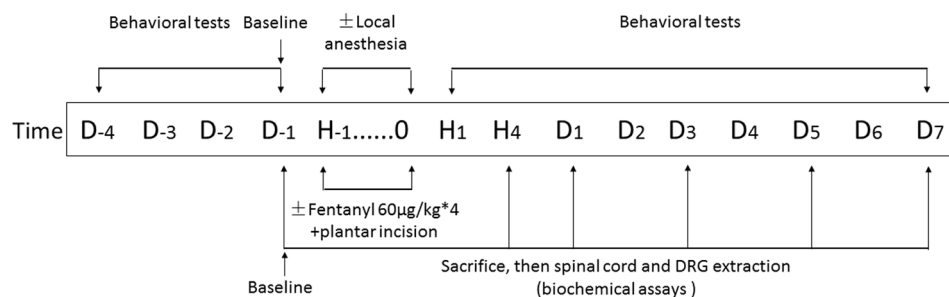 Behavioral tests Baseline ±Local anesthesia Behavioral tests
Time D-4 D-3 D-2 D-1 H-1......0 H1 H4 D1 D2 D3 D4 D5 D6 D7
±Fentanyl 60μg/kg*4
+plantar incision
Sacrifice, then spinal cord and DRG extraction
(biochemical assays )
Baseline